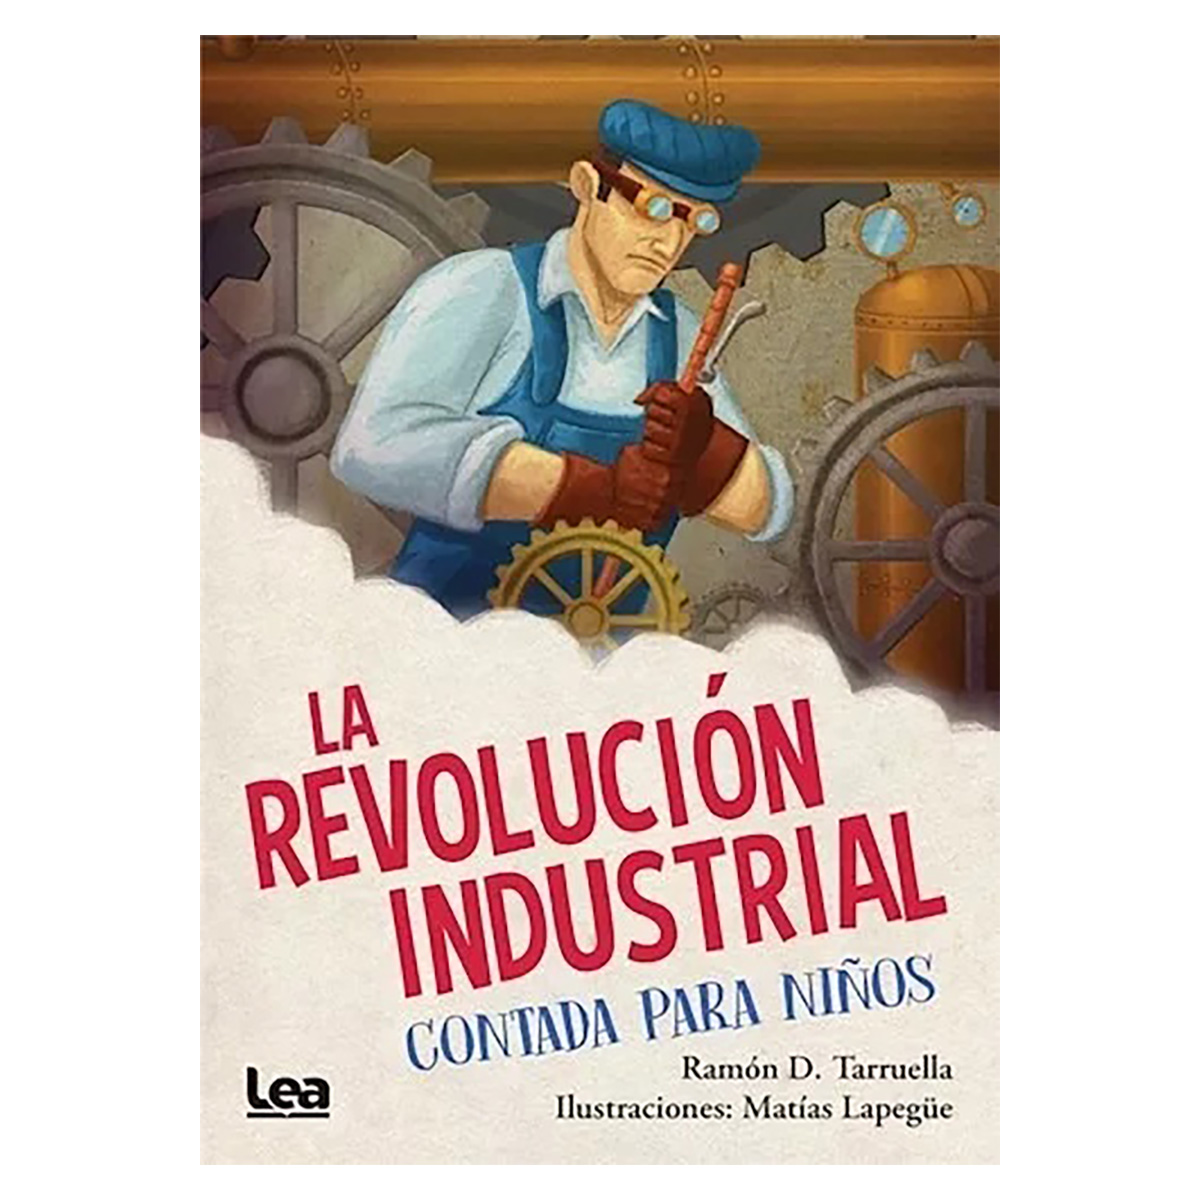 LA
REVOLUCIÓN
INDUSTRIAL
CONTADA PARA NIÑOS
Ramón D. Tarruella
Ilustraciones: Matías Lapegüe
Lea